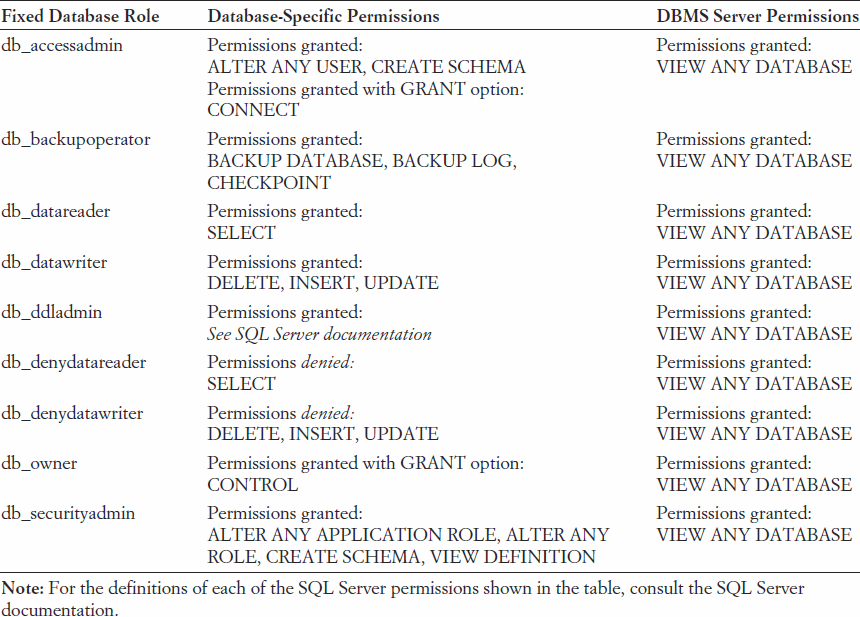 Fixed Database Role Database-Specific Permissions DBMS Server Permissions
db_accessadmin Permissions granted: Permissions granted:
ALTER ANY USER, CREATE SCHEMA VIEW ANY DATABASE
Permissions granted with GRANT option:
CONNECT
db_backupoperator Permissions granted: Permissions granted:
BACKUP DATABASE, BACKUP LOG, VIEW ANY DATABASE
CHECKPOINT
db_datareader Permissions granted: Permissions granted:
SELECT VIEW ANY DATABASE
db_datawriter Permissions granted: Permissions granted:
DELETE, INSERT, UPDATE VIEW ANY DATABASE
db_ddladmin Permissions granted: Permissions granted:
See SQL Server documentation VIEW ANY DATABASE
db_denydatareader Permissions denied: Permissions granted:
SELECT VIEW ANY DATABASE
db_denydatawriter Permissions denied: Permissions granted:
DELETE, INSERT, UPDATE VIEW ANY DATABASE
db_owner Permissions granted with GRANT option: Permissions granted:
CONTROL VIEW ANY DATABASE
db_securityadmin Permissions granted: Permissions granted:
ALTER ANY APPLICATION ROLE, ALTER ANY VIEW ANY DATABASE
ROLE, CREATE SCHEMA, VIEW DEFINITION
Note: For the definitions of each of the SQL Server permissions shown in the table, consult the SQL Server
documentation.